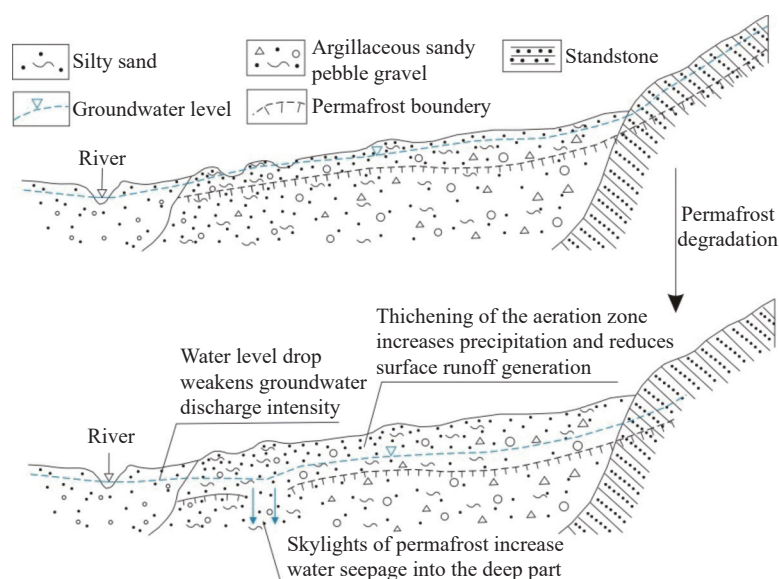 Silty sand
Argillaceous sandy
pebble gravel
Standstone
Groundwater level
Permafrost boundery
River
Permafrost
degradation
Thichening of the aeration zone
increases precipitation and reduces
surface runoff generation
Water level drop
weakens groundwater
discharge intensity
River
Skylights of permafrost increase
water seepage into the deep part